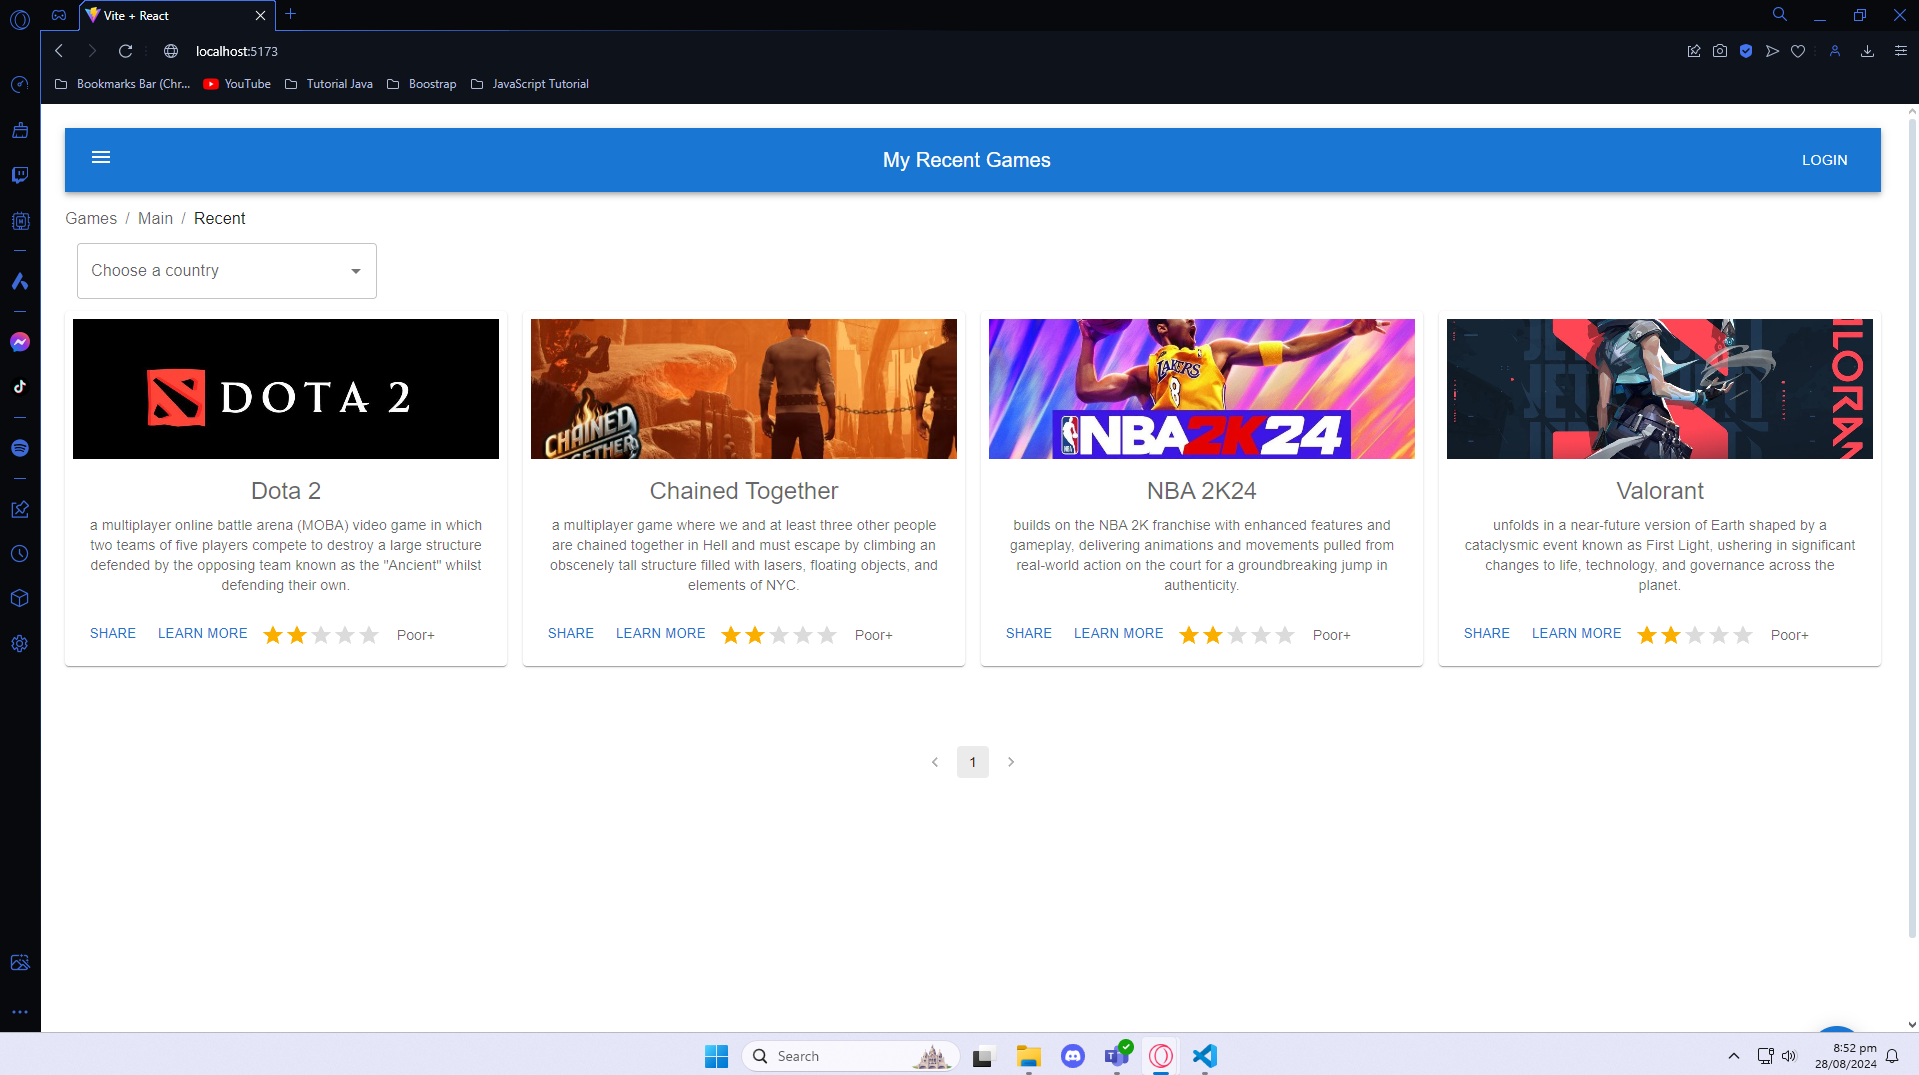 Vite + React
localhost:5173
Bookmarks Bar (Chr... YouTube Tutorial Java Boostrap JavaScript Tutorial
My Recent Games
LOGIN
Games / Main / Recent
Choose a country
DOTA 2
CHAINED
TOGETHER
LAKERS
8
NBA 2K24
Dota 2
a multiplayer online battle arena (MOBA) video game in which
two teams of five players compete to destroy a large structure
defended by the opposing team known as the "Ancient" whilst
defending their own.
SHARE LEARN MORE Poor+
Chained Together
a multiplayer game where we and at least three other people
are chained together in Hell and must escape by climbing an
obscenely tall structure filled with lasers, floating objects, and
elements of NYC.
SHARE LEARN MORE Poor+
NBA 2K24
builds on the NBA 2K franchise with enhanced features and
gameplay, delivering animations and movements pulled from
real-world action on the court for a groundbreaking jump in
authenticity.
SHARE LEARN MORE Poor+
Valorant
unfolds in a near-future version of Earth shaped by a
cataclysmic event known as First Light, ushering in significant
changes to life, technology, and governance across the
planet.
SHARE LEARN MORE Poor+
1
Search
8:52 pm
28/08/2024